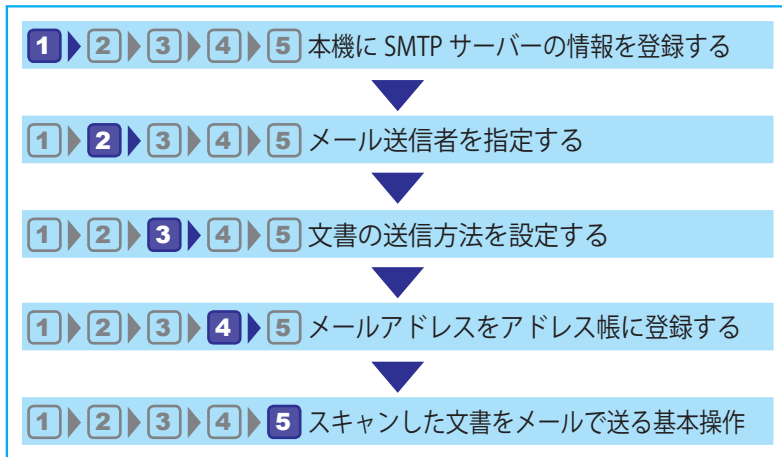 1 2 3 4 5 本機に SMTP サーバーの情報を登録する
1 2 3 4 5 メール送信者を指定する
1 2 3 4 5 文書の送信方法を設定する
1 2 3 4 5 メールアドレスをアドレス帳に登録する
1 2 3 4 5 スキャンした文書をメールで送る基本操作